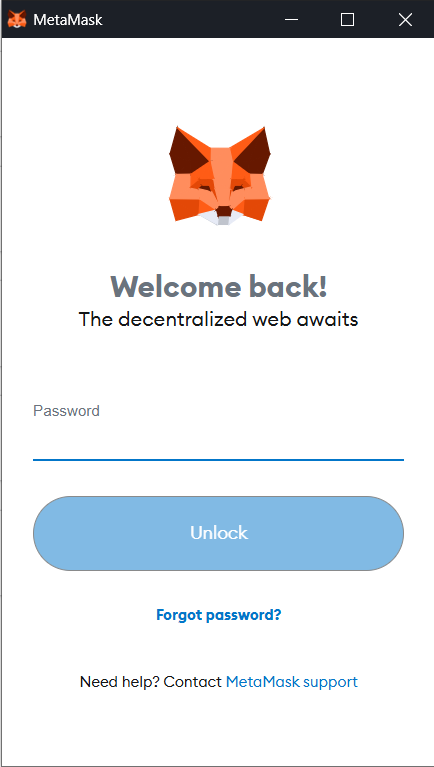 MetaMask
Welcome back!
The decentralized web awaits
Password
Unlock
Forgot password?
Need help? Contact MetaMask support